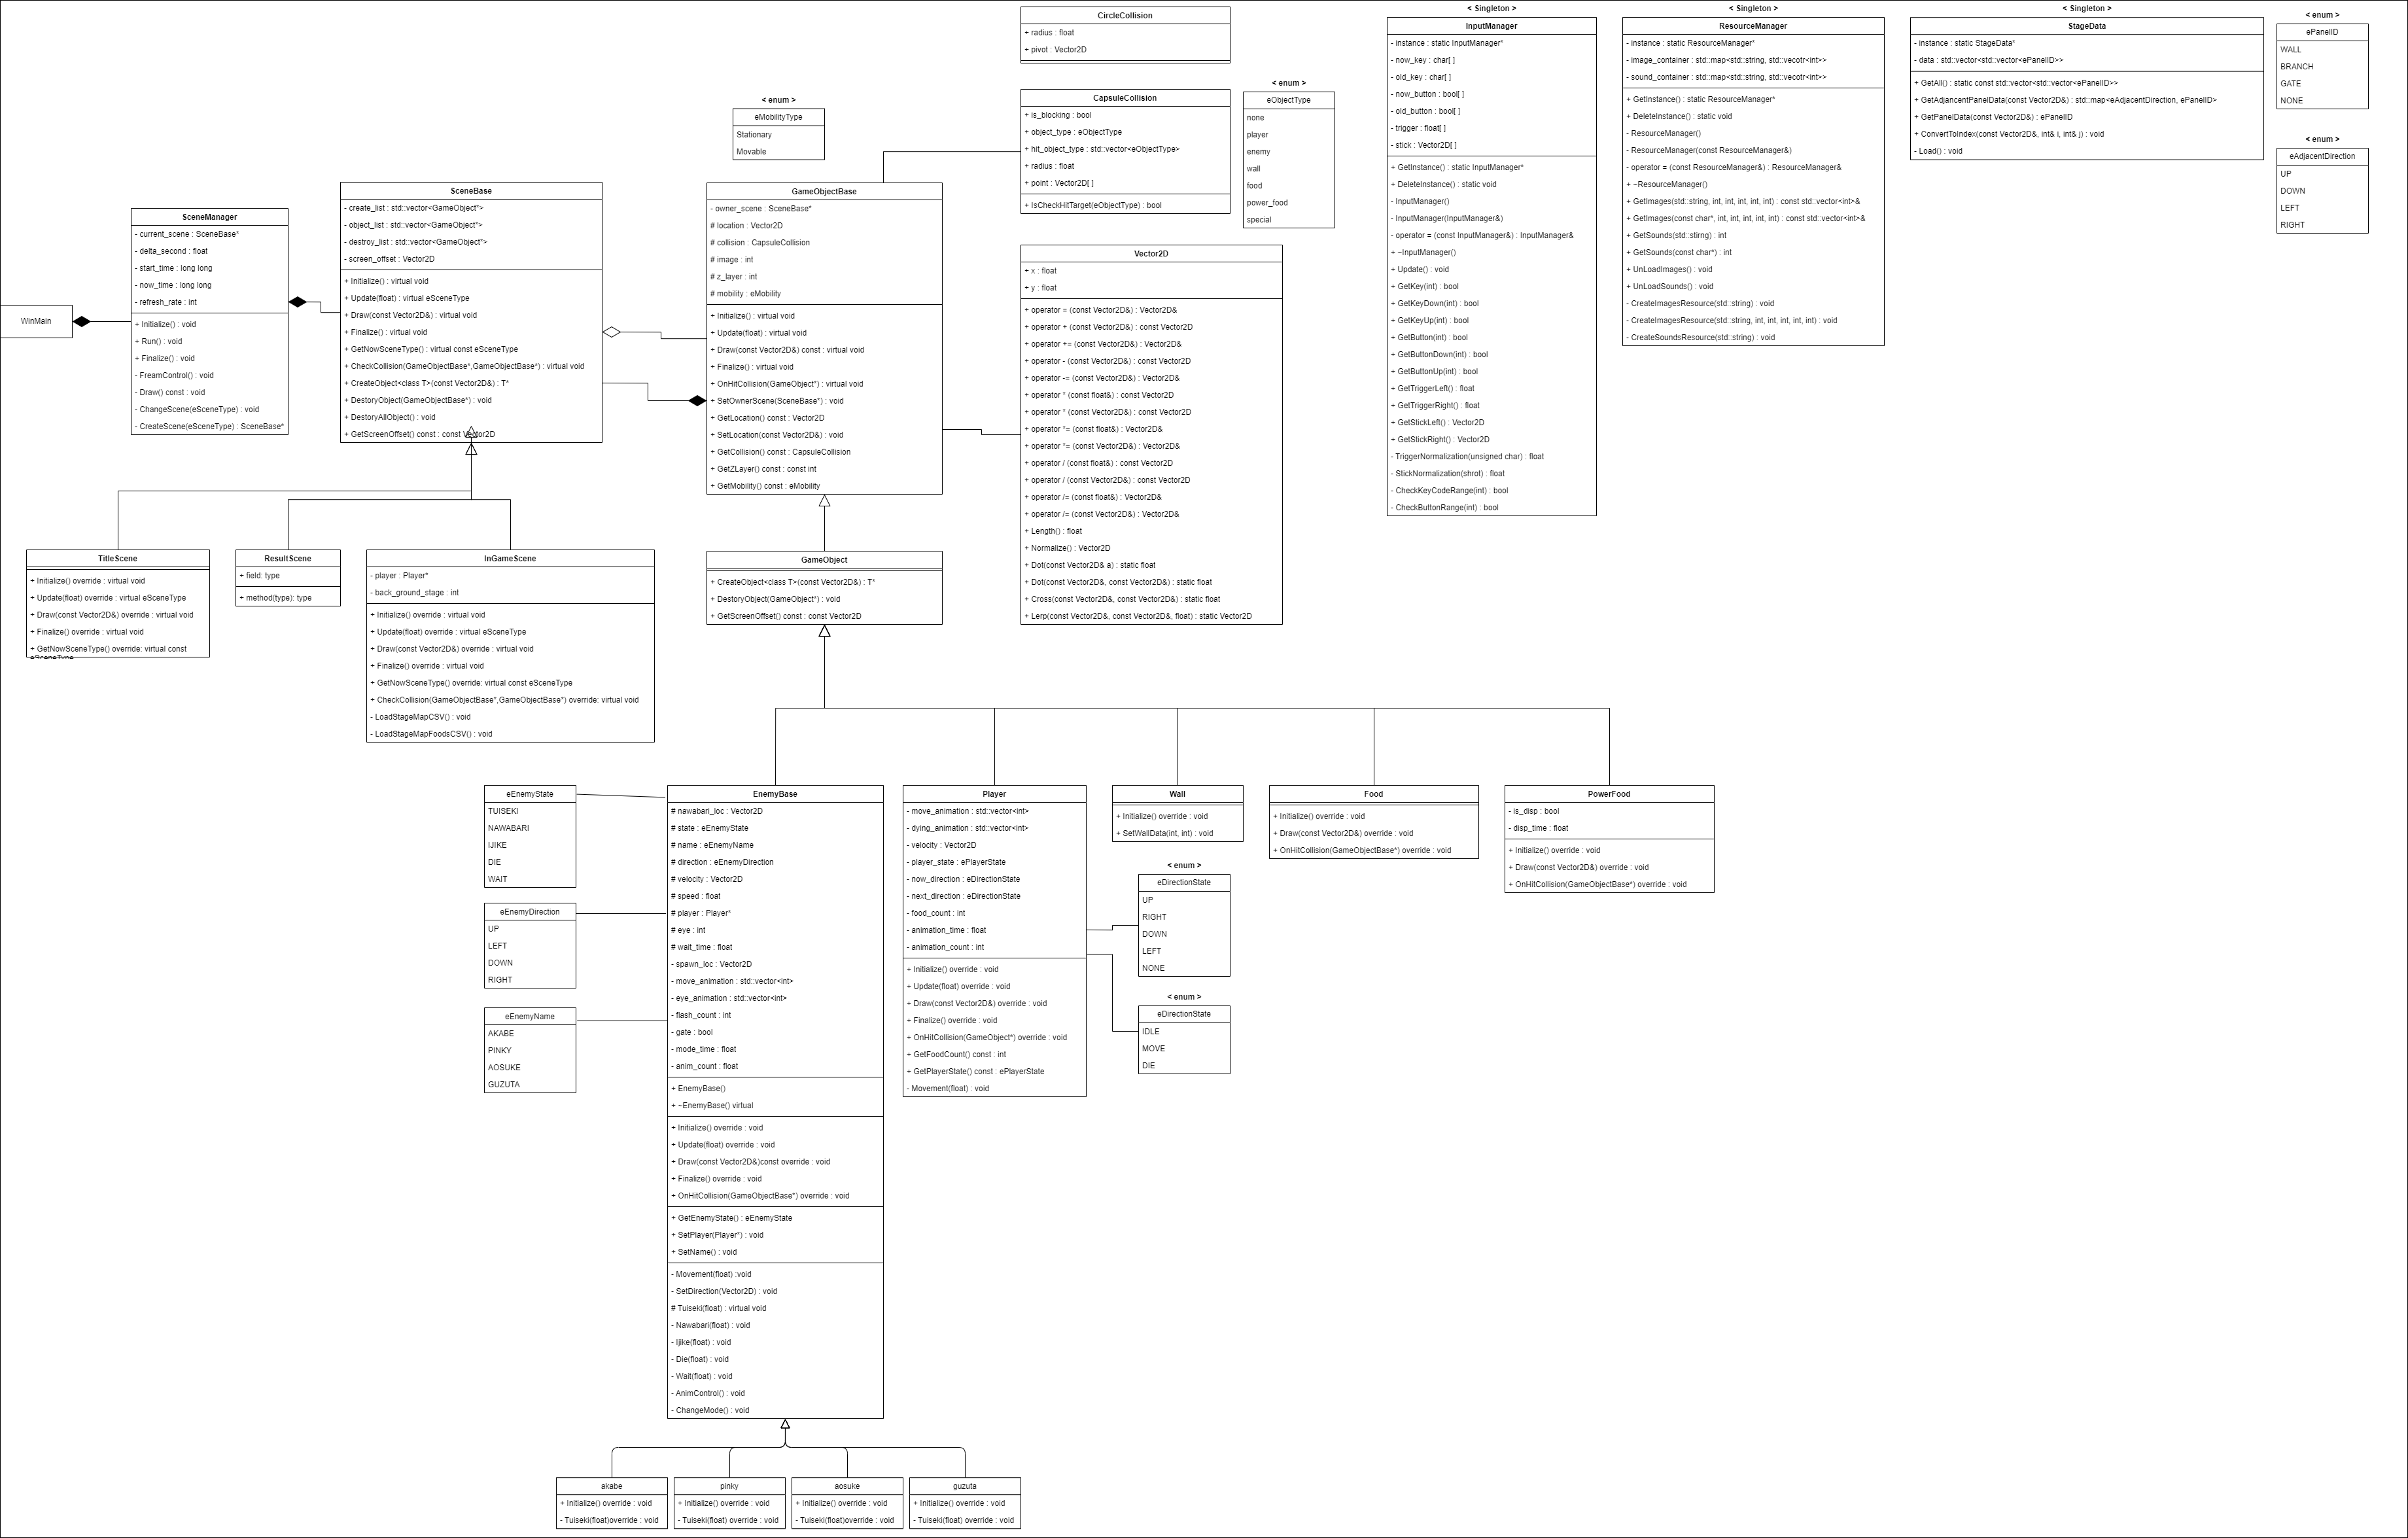 WinMain
SceneManager
- current_scene : SceneBase*
- delta_second : float
- start_time : long long
- now_time : long long
- refresh_rate : int
+ Initialize() : void
+ Run() : void
+ Finalize() : void
- FreamControl() : void
- Draw() const : void
- ChangeScene(eSceneType) : void
- CreateScene(eSceneType) : SceneBase*
SceneBase
- create_list : std::vector<GameObject*>
- object_list : std::vector<GameObject*>
- destroy_list : std::vector<GameObject*>
- screen_offset : Vector2D
+ Initialize() : virtual void
+ Update(float) : virtual eSceneType
+ Draw(const Vector2D&) : virtual void
+ Finalize() : virtual void
+ GetNowSceneType() : virtual const eSceneType
+ CheckCollision(GameObjectBase*,GameObjectBase*) : virtual void
+ CreateObject<class T>(const Vector2D&) : T*
+ DestoryObject(GameObjectBase*) : void
+ DestoryAllObject() : void
+ GetScreenOffset() const : const Vector2D
< enum >
eMobilityType
Stationary
Movable
GameObjectBase
- owner_scene : SceneBase*
# location : Vector2D
# collision : CapsuleCollision
# image : int
# z_layer : int
# mobility : eMobility
+ Initialize() : virtual void
+ Update(float) : virtual void
+ Draw(const Vector2D&) const : virtual void
+ Finalize() : virtual void
+ OnHitCollision(GameObject*) : virtual void
+ SetOwnerScene(SceneBase*) : void
+ GetLocation() const : Vector2D
+ SetLocation(const Vector2D&) : void
+ GetCollision() const : CapsuleCollision
+ GetZLayer() const : const int
+ GetMobility() const : eMobility
CircleCollision
+ radius : float
+ pivot : Vector2D
CapsuleCollision
+ is_blocking : bool
+ object_type : eObjectType
+ hit_object_type : std::vector<eObjectType>
+ radius : float
+ point : Vector2D[ ]
+ IsCheckHitTarget(eObjectType) : bool
< enum >
eObjectType
none
player
enemy
wall
food
power_food
special
Vector2D
+ x : float
+ y : float
+ operator = (const Vector2D&) : Vector2D&
+ operator + (const Vector2D&) : const Vector2D
+ operator += (const Vector2D&) : Vector2D&
+ operator - (const Vector2D&) : const Vector2D
+ operator -= (const Vector2D&) : Vector2D&
+ operator * (const float&) : const Vector2D
+ operator * (const Vector2D&) : const Vector2D
+ operator *= (const float&) : Vector2D&
+ operator *= (const Vector2D&) : Vector2D&
+ operator / (const float&) : const Vector2D
+ operator / (const Vector2D&) : const Vector2D
+ operator /= (const float&) : Vector2D&
+ operator /= (const Vector2D&) : Vector2D&
+ Length() : float
+ Normalize() : Vector2D
+ Dot(const Vector2D& a) : static float
+ Dot(const Vector2D&, const Vector2D&) : static float
+ Cross(const Vector2D&, const Vector2D&) : static float
+ Lerp(const Vector2D&, const Vector2D&, float) : static Vector2D
< Singleton >
InputManager
- instance : static InputManager*
- now_key : char[ ]
- old_key : char[ ]
- now_button : bool[ ]
- old_button : bool[ ]
- trigger : float[ ]
- stick : Vector2D[ ]
+ GetInstance() : static InputManager*
+ DeleteInstance() : static void
- InputManager()
- InputManager(InputManager&)
- operator = (const InputManager&) : InputManager&
+ ~InputManager()
+ Update() : void
+ GetKey(int) : bool
+ GetKeyDown(int) : bool
+ GetKeyUp(int) : bool
+ GetButton(int) : bool
+ GetButtonDown(int) : bool
+ GetButtonUp(int) : bool
+ GetTriggerLeft() : float
+ GetTriggerRight() : float
+ GetStickLeft() : Vector2D
+ GetStickRight() : Vector2D
- TriggerNormalization(unsigned char) : float
- StickNormalization(shrot) : float
- CheckKeyCodeRange(int) : bool
- CheckButtonRange(int) : bool
< Singleton >
ResourceManager
- instance : static ResourceManager*
- image_container : std::map<std::string, std::vecotr<int>>
- sound_container : std::map<std::string, std::vecotr<int>>
+ GetInstance() : static ResourceManager*
+ DeleteInstance() : static void
- ResourceManager()
- ResourceManager(const ResourceManager&)
- operator = (const ResourceManager&) : ResourceManager&
+ ~ResourceManager()
+ GetImages(std::string, int, int, int, int, int) : const std::vector<int>&
+ GetImages(const char*, int, int, int, int, int) : const std::vector<int>&
+ GetSounds(std::stirng) : int
+ GetSounds(const char*) : int
+ UnLoadImages() : void
+ UnLoadSounds() : void
- CreateImagesResource(std::string) : void
- CreateImagesResource(std::string, int, int, int, int, int) : void
- CreateSoundsResource(std::string) : void
< Singleton >
StageData
- instance : static StageData*
- data : std::vector<std::vector<ePanelID>>
+ GetAll() : static const std::vector<std::vector<ePanelID>>
+ GetAdjancentPanelData(const Vector2D&) : std::map<eAdjacentDirection, ePanelID>
+ GetPanelData(const Vector2D&) : ePanelID
+ ConvertToIndex(const Vector2D&, int& i, int& j) : void
- Load() : void
< enum >
ePanelID
WALL
BRANCH
GATE
NONE
< enum >
eAdjacentDirection
UP
DOWN
LEFT
RIGHT
TitleScene
+ Initialize() override : virtual void
+ Update(float) override : virtual eSceneType
+ Draw(const Vector2D&) override : virtual void
+ Finalize() override : virtual void
+ GetNowSceneType() override: virtual const
eSceneType
ResultScene
+ field: type
+ method(type): type
InGameScene
- player : Player*
- back_ground_stage : int
+ Initialize() override : virtual void
+ Update(float) override : virtual eSceneType
+ Draw(const Vector2D&) override : virtual void
+ Finalize() override : virtual void
+ GetNowSceneType() override: virtual const eSceneType
+ CheckCollision(GameObjectBase*,GameObjectBase*) override: virtual void
- LoadStageMapCSV() : void
- LoadStageMapFoodsCSV() : void
GameObject
+ CreateObject<class T>(const Vector2D&) : T*
+ DestoryObject(GameObject*) : void
+ GetScreenOffset() const : const Vector2D
eEnemyState
TUISEKI
NAWABARI
IJIKE
DIE
WAIT
eEnemyDirection
UP
LEFT
DOWN
RIGHT
eEnemyName
AKABE
PINKY
AOSUKE
GUZUTA
EnemyBase
# nawabari_loc : Vector2D
# state : eEnemyState
# name : eEnemyName
# direction : eEnemyDirection
# velocity : Vector2D
# speed : float
# player : Player*
# eye : int
# wait_time : float
- spawn_loc : Vector2D
- move_animation : std::vector<int>
- eye_animation : std::vector<int>
- flash_count : int
- gate : bool
- mode_time : float
- anim_count : float
+ EnemyBase()
+ ~EnemyBase() virtual
+ Initialize() override : void
+ Update(float) override : void
+ Draw(const Vector2D&)const override : void
+ Finalize() override : void
+ OnHitCollision(GameObjectBase*) override : void
+ GetEnemyState() : eEnemyState
+ SetPlayer(Player*) : void
+ SetName() : void
- Movement(float) :void
- SetDirection(Vector2D) : void
# Tuiseki(float) : virtual void
- Nawabari(float) : void
- Ijike(float) : void
- Die(float) : void
- Wait(float) : void
- AnimControl() : void
- ChangeMode() : void
Player
- move_animation : std::vector<int>
- dying_animation : std::vector<int>
- velocity : Vector2D
- player_state : ePlayerState
- now_direction : eDirectionState
- next_direction : eDirectionState
- food_count : int
- animation_time : float
- animation_count : int
+ Initialize() override : void
+ Update(float) override : void
+ Draw(const Vector2D&) override : void
+ Finalize() override : void
+ OnHitCollision(GameObject*) override : void
+ GetFoodCount() const : int
+ GetPlayerState() const : ePlayerState
- Movement(float) : void
Wall
+ Initialize() override : void
+ SetWallData(int, int) : void
< enum >
eDirectionState
UP
RIGHT
DOWN
LEFT
NONE
< enum >
eDirectionState
IDLE
MOVE
DIE
Food
+ Initialize() override : void
+ Draw(const Vector2D&) override : void
+ OnHitCollision(GameObjectBase*) override : void
PowerFood
- is_disp : bool
- disp_time : float
+ Initialize() override : void
+ Draw(const Vector2D&) override : void
+ OnHitCollision(GameObjectBase*) override : void
akabe
+ Initialize() override : void
- Tuiseki(float)override : void
pinky
+ Initialize() override : void
- Tuiseki(float) override : void
aosuke
+ Initialize() override : void
- Tuiseki(float)override : void
guzuta
+ Initialize() override : void
- Tuiseki(float) override : void